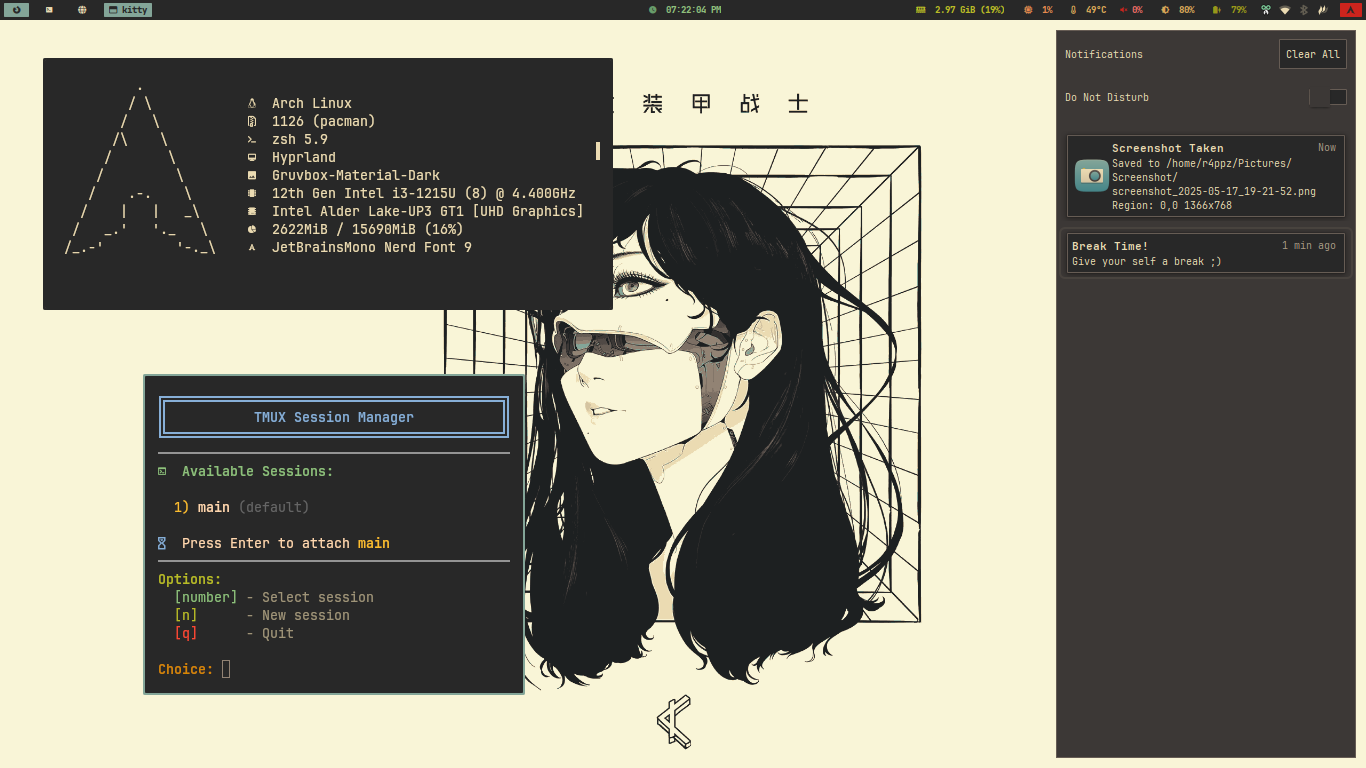 kitty
07:22:04 PM
2.97 GiB (19%)
1%
49°C
0%
80%
79%
Arch Linux
1126 (pacman)
zsh 5.9
Hyprland
Gruvbox-Material-Dark
12th Gen Intel i3-1215U (8) @ 4.400GHz
Intel Alder Lake-UP3 GT1 [UHD Graphics]
2622MiB / 15690MiB (16%)
JetBrainsMono Nerd Font 9
装甲战士
TMUX Session Manager
Available Sessions:
1) main (default)
Press Enter to attach main
Options:
[number] - Select session
[n] - New session
[q] - Quit
Choice:
Notifications
Clear All
Do Not Disturb
Screenshot Taken
Now
Saved to /home/r4ppz/Pictures/
Screenshot/
screenshot_2025-05-17_19-21-52.png
Region: 0,0 1366x768
Break Time!
1 min ago
Give your self a break ;)